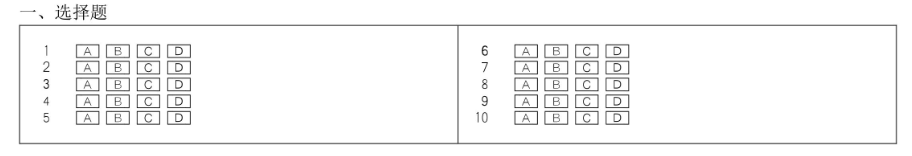 一、选择题
1 A B C D
2 A B C D
3 A B C D
4 A B C D
5 A B C D
6 A B C D
7 A B C D
8 A B C D
9 A B C D
10 A B C D